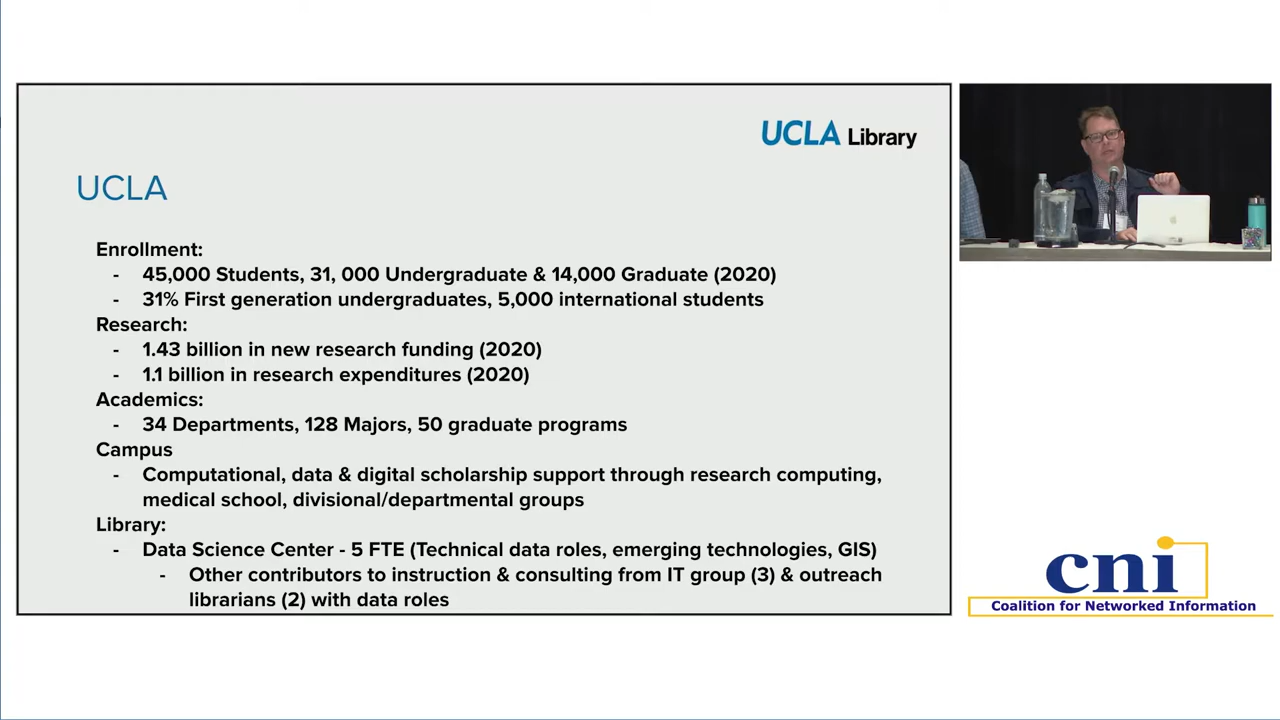 UCLA Library
UCLA
Enrollment:
- 45,000 Students, 31, 000 Undergraduate & 14,000 Graduate (2020)
- 31% First generation undergraduates, 5,000 international students
Research:
- 1.43 billion in new research funding (2020)
- 1.1 billion in research expenditures (2020)
Academics:
- 34 Departments, 128 Majors, 50 graduate programs
Campus
- Computational, data & digital scholarship support through research computing,
medical school, divisional/departmental groups
Library:
- Data Science Center - 5 FTE (Technical data roles, emerging technologies, GIS)
- Other contributors to instruction & consulting from IT group (3) & outreach
librarians (2) with data roles
cni
Coalition for Networked Information